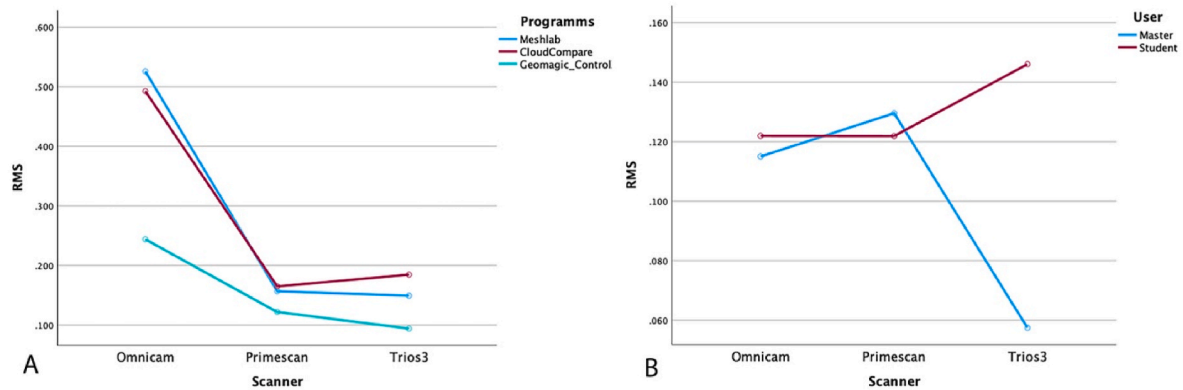 Programms
Meshlab
CloudCompare
Geomagic_Control
.600
.500
.400
.300
.200
.100
RMS
Omnicam Primescan Trios3
Scanner
A
User
Master
Student
.160
.140
.120
.100
.080
.060
RMS
Omnicam Primescan Trios3
Scanner
B